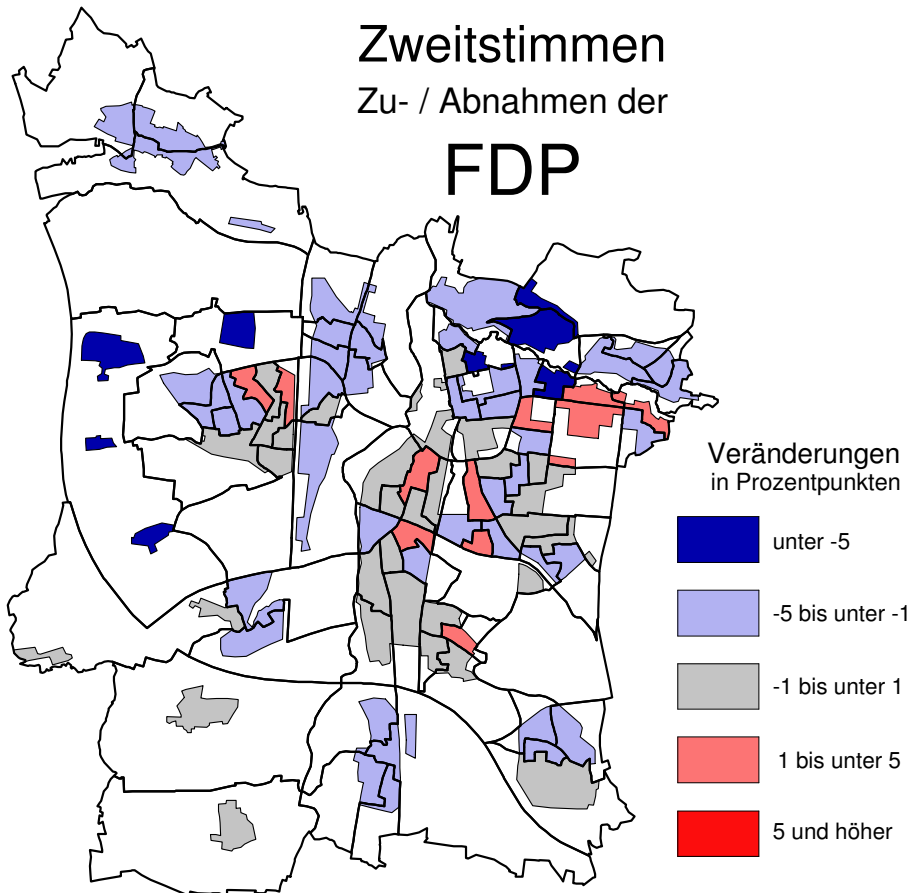 Zweitstimmen
Zu- / Abnahmen der
FDP
Veränderungen
in Prozentpunkten
unter -5
-5 bis unter -1
-1 bis unter 1
1 bis unter 5
5 und höher